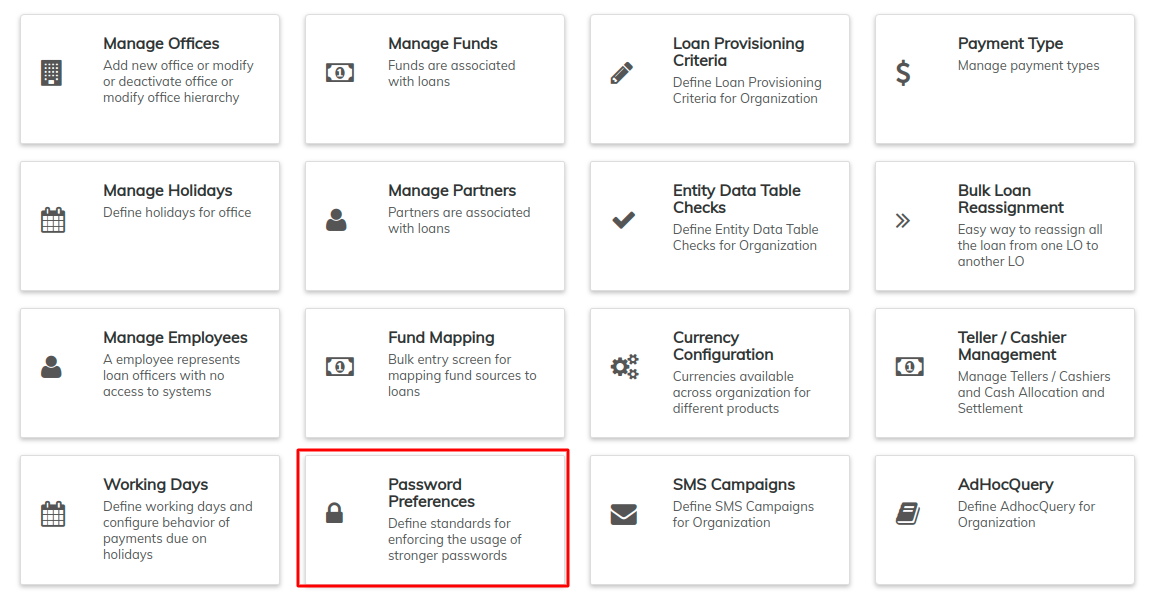 Manage Offices
Add new office or modify
or deactivate office or
modify office hierarchy
Manage Funds
Funds are associated
with loans
Loan Provisioning
Criteria
Define Loan Provisioning
Criteria for Organization
Payment Type
Manage payment types
Manage Holidays
Define holidays for office
Manage Partners
Partners are associated
with loans
Entity Data Table
Checks
Define Entity Data Table
Checks for Organization
Bulk Loan
Reassignment
Easy way to reassign all
the loan from one LO to
another LO
Manage Employees
A employee represents
loan officers with no
access to systems
Fund Mapping
Bulk entry screen for
mapping fund sources to
loans
Currency
Configuration
Currencies available
across organization for
different products
Teller / Cashier
Management
Manage Tellers / Cashiers
and Cash Allocation and
Settlement
Working Days
Define working days and
configure behavior of
payments due on
holidays
Password
Preferences
Define standards for
enforcing the usage of
stronger passwords
SMS Campaigns
Define SMS Campaigns
for Organization
AdHocQuery
Define AdhocQuery for
Organization